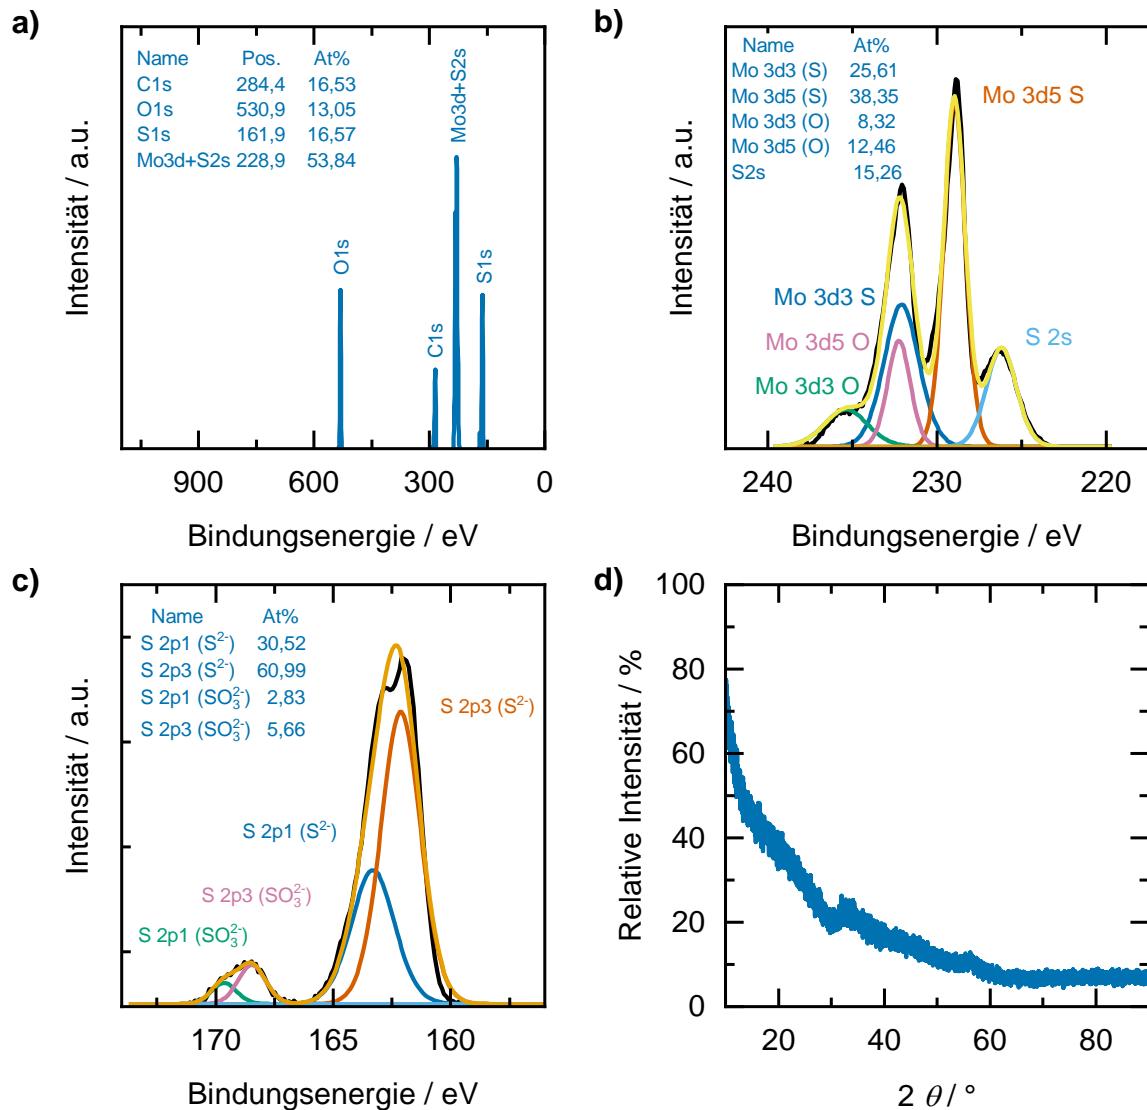 a)
Name Pos. At%
C1s 284,4 16,53
O1s 530,9 13,05
S1s 161,9 16,57
Mo3d+S2s 228,9 53,84
O1s
C1s
Mo3d+S2s
S1s
Intensität / a.u.
900 600 300 0
Bindungsenergie / eV
b)
Name At%
Mo 3d3 (S) 25,61
Mo 3d5 (S) 38,35
Mo 3d3 (O) 8,32
Mo 3d5 (O) 12,46
S2s 15,26
Mo 3d5 S
Mo 3d3 S
Mo 3d5 O
Mo 3d3 O
S 2s
Intensität / a.u.
240 230 220
Bindungsenergie / eV
c)
Name At%
S 2p1 (S²⁻) 30,52
S 2p3 (S²⁻) 60,99
S 2p1 (SO₃²⁻) 2,83
S 2p3 (SO₃²⁻) 5,66
S 2p3 (S²⁻)
S 2p1 (S²⁻)
S 2p3 (SO₃²⁻)
S 2p1 (SO₃²⁻)
Intensität / a.u.
170 165 160
Bindungsenergie / eV
d)
100
80
60
40
20
0
Relative Intensität / %
20 40 60 80
2 θ / °